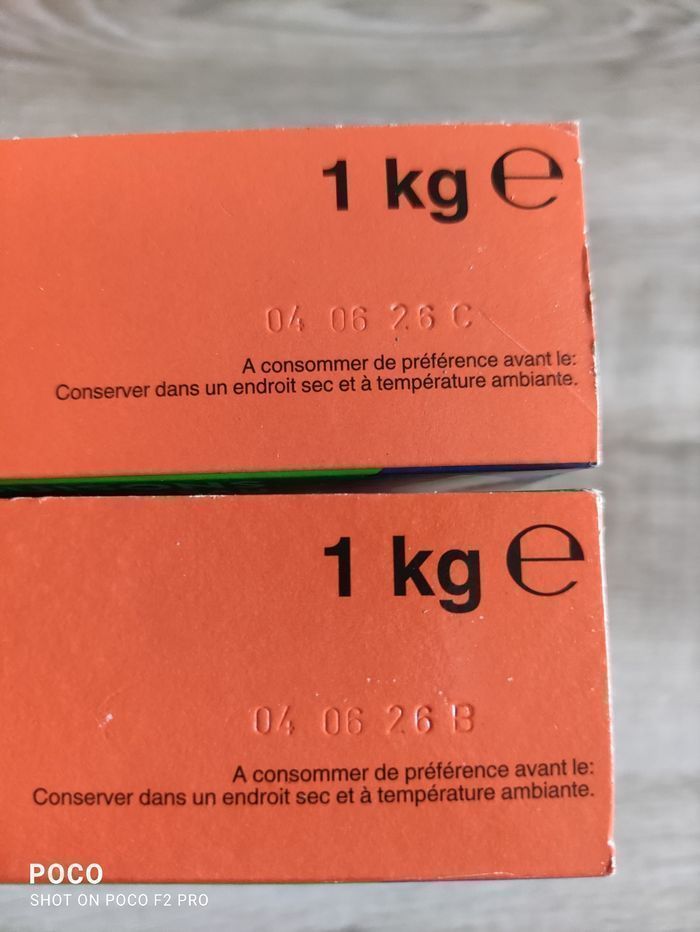 1 kg ℮
04 06 26 C
A consommer de préférence avant le:
Conserver dans un endroit sec et à température ambiante.
1 kg ℮
04 06 26 B
A consommer de préférence avant le:
Conserver dans un endroit sec et à température ambiante.
POCO
SHOT ON POCO F2 PRO